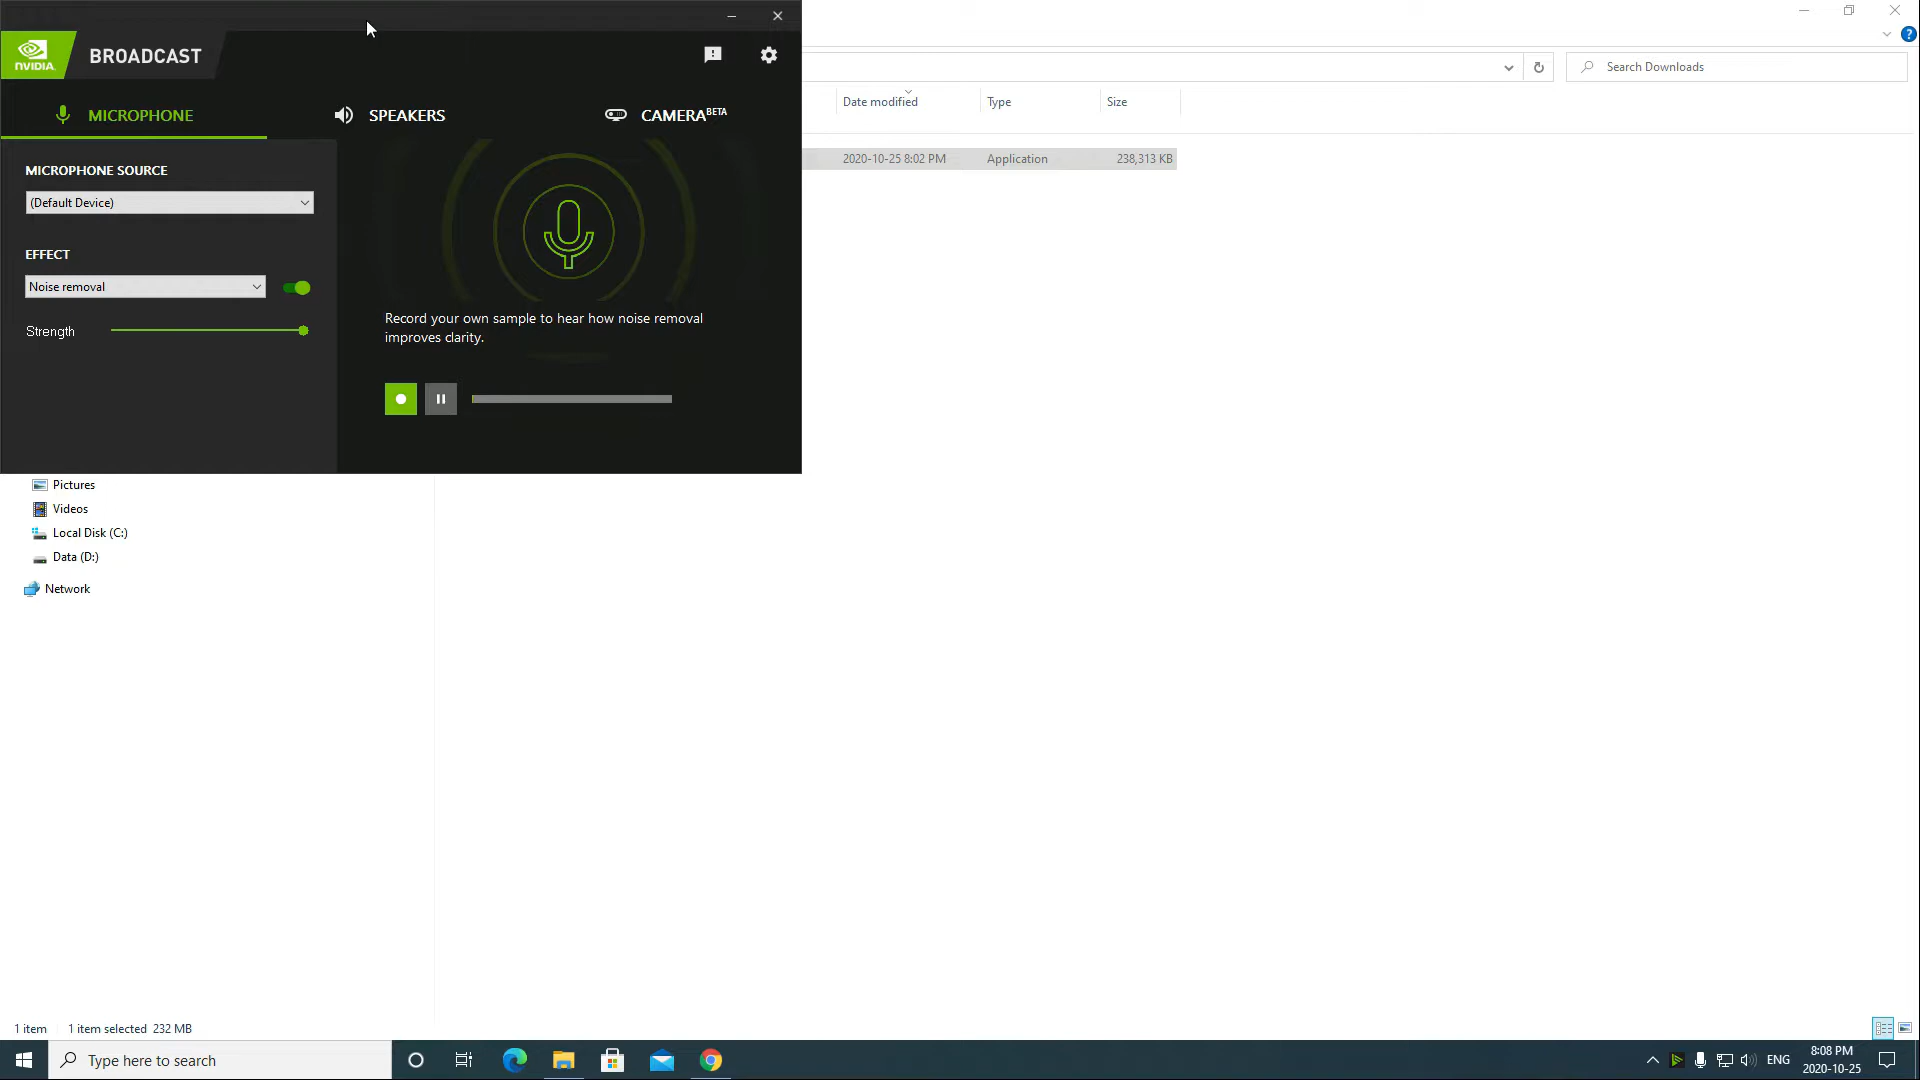 NVIDIA. BROADCAST
MICROPHONE
SPEAKERS
CAMERA BETA
MICROPHONE SOURCE
(Default Device)
EFFECT
Noise removal
Strength
Record your own sample to hear how noise removal
improves clarity.
Search Downloads
Date modified Type Size
2020-10-25 8:02 PM Application 238,313 KB
Pictures
Videos
Local Disk (C:)
Data (D:)
Network
1 item 1 item selected 232 MB
Type here to search
ENG
8:08 PM
2020-10-25